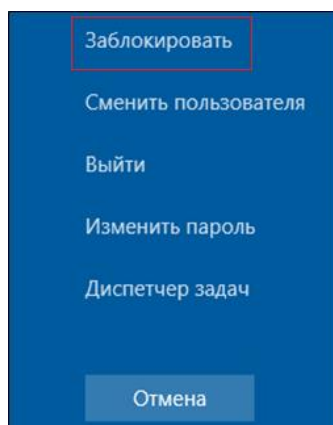 Заблокировать
Сменить пользователя
Выйти
Изменить пароль
Диспетчер задач
Отмена